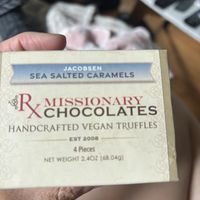 JACOBSEN
SEA SALTED CARAMELS
Rx MISSIONARY
CHOCOLATES
HANDCRAFTED VEGAN TRUFFLES
EST 2008
4 Pieces
NET WEIGHT 2.4OZ (68.04g)